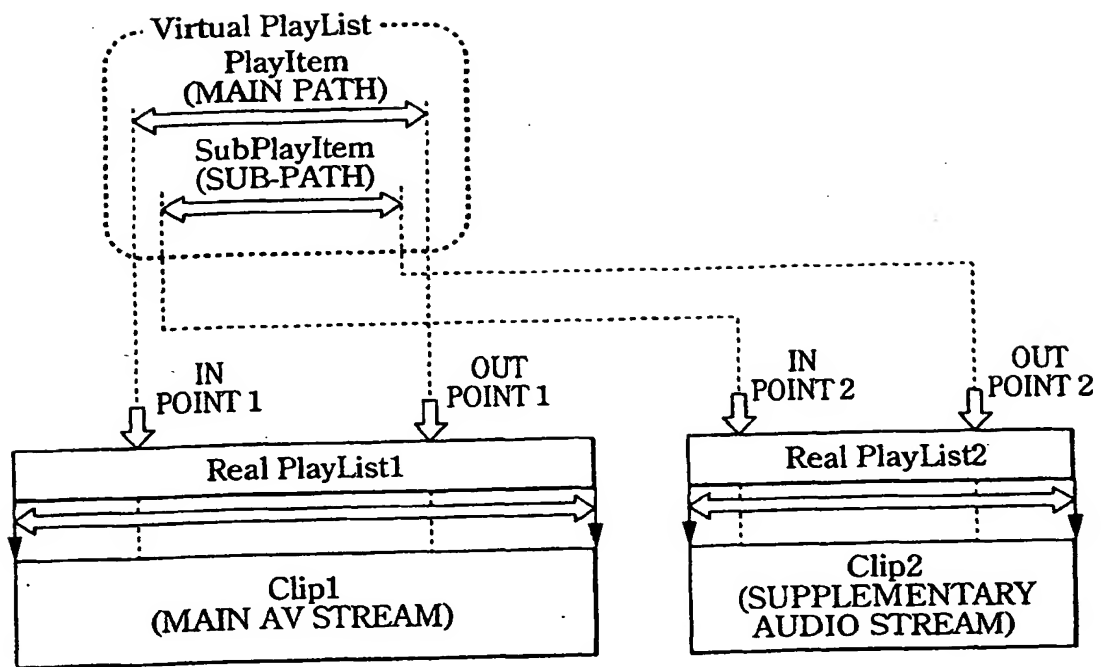 Virtual PlayList
PlayItem
(MAIN PATH)
SubPlayItem
(SUB-PATH)
IN
POINT 1
OUT
POINT 1
IN
POINT 2
OUT
POINT 2
Real PlayList1
Real PlayList2
Clip1
(MAIN AV STREAM)
Clip2
(SUPPLEMENTARY
AUDIO STREAM)